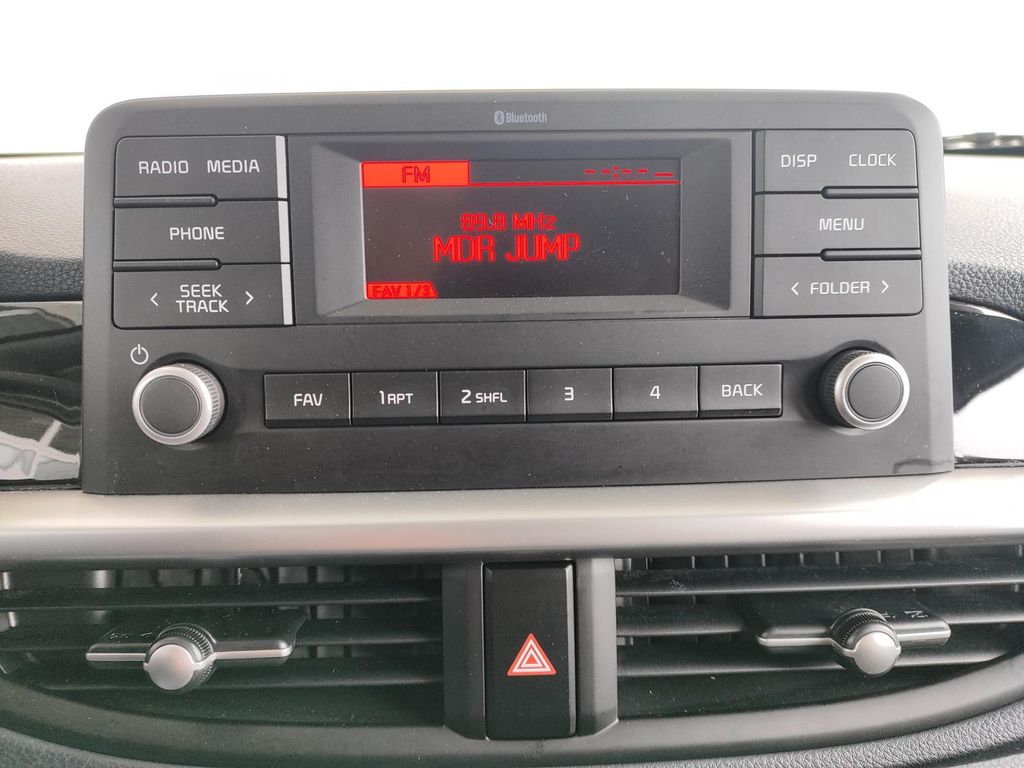 Bluetooth
RADIO MEDIA
PHONE
SEEK
TRACK
FM
--:--
89.8 MHz
MDR JUMP
FAV 1/3
DISP CLOCK
MENU
FOLDER
FAV
1 RPT
2 SHFL
3
4
BACK